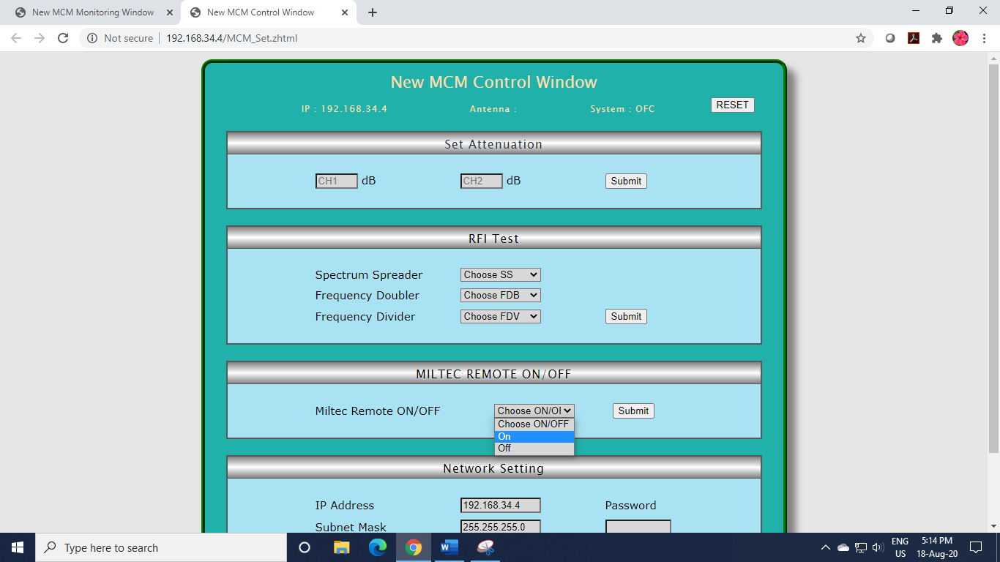 New MCM Monitoring Window
New MCM Control Window
Not secure | 192.168.34.4/MCM_Set.zhtml
New MCM Control Window
IP : 192.168.34.4 Antenna : System : OFC RESET
Set Attenuation
CH1 dB CH2 dB Submit
RFI Test
Spectrum Spreader Choose SS
Frequency Doubler Choose FDB
Frequency Divider Choose FDV Submit
MILTEC REMOTE ON/OFF
Miltec Remote ON/OFF Choose ON/OI Submit
Choose ON/OFF
On
Off
Network Setting
IP Address 192.168.34.4 Password
Subnet Mask 255.255.255.0
Type here to search
ENG
US
5:14 PM
18-Aug-20